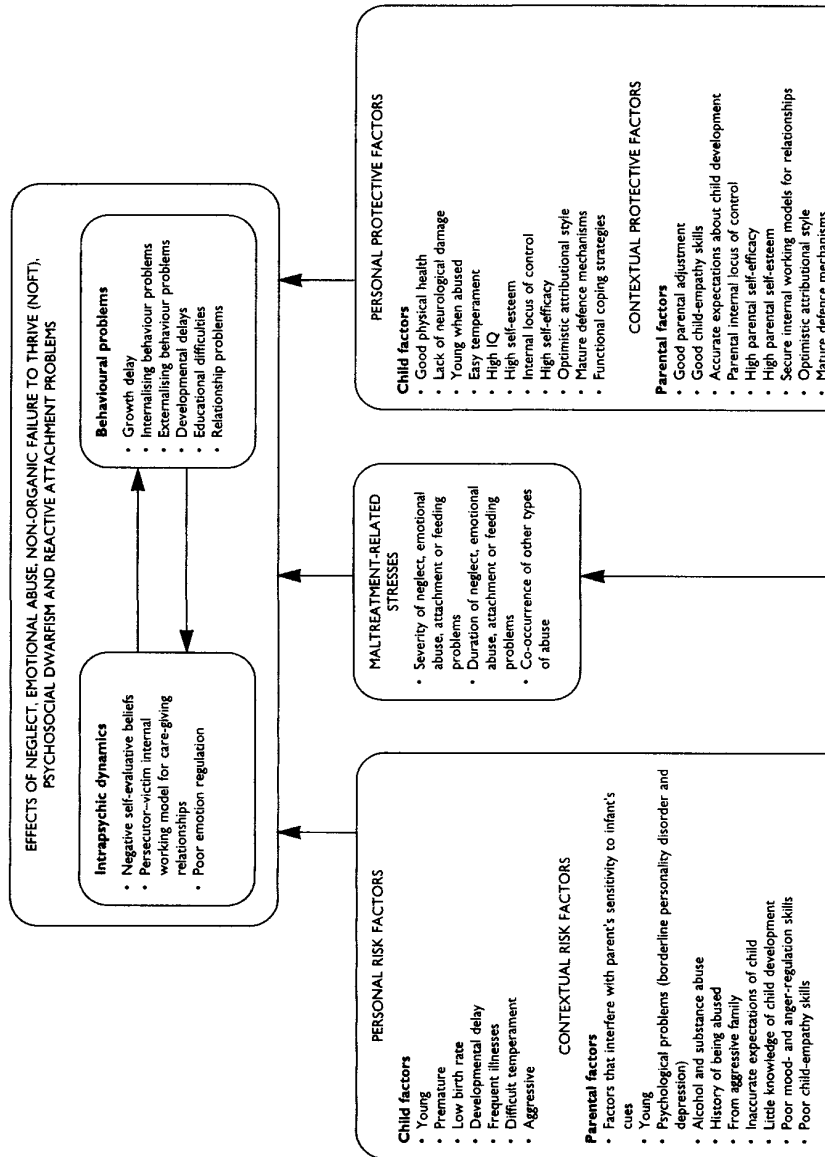 EFFECTS OF NEGLECT, EMOTIONAL ABUSE, NON-ORGANIC FAILURE TO THRIVE (NOFT),
PSYCHOSOCIAL DWARFISM AND REACTIVE ATTACHMENT PROBLEMS
Intrapsychic dynamics
• Negative self-evaluative beliefs
• Persecutor–victim internal
working model for care-giving
relationships
• Poor emotion regulation
Behavioural problems
• Growth delay
• Internalising behaviour problems
• Externalising behaviour problems
• Developmental delays
• Educational difficulties
• Relationship problems
PERSONAL RISK FACTORS
Child factors
• Young
• Premature
• Low birth rate
• Developmental delay
• Frequent illnesses
• Difficult temperament
• Aggressive
CONTEXTUAL RISK FACTORS
Parental factors
• Factors that interfere with parent's sensitivity to infant's
cues
• Young
• Psychological problems (borderline personality disorder and
depression)
• Alcohol and substance abuse
• History of being abused
• From aggressive family
• Inaccurate expectations of child
• Little knowledge of child development
• Poor mood- and anger-regulation skills
• Poor child-empathy skills
MALTREATMENT-RELATED
STRESSES
• Severity of neglect, emotional
abuse, attachment or feeding
problems
• Duration of neglect, emotional
abuse, attachment or feeding
problems
• Co-occurrence of other types
of abuse
PERSONAL PROTECTIVE FACTORS
Child factors
• Good physical health
• Lack of neurological damage
• Young when abused
• Easy temperament
• High IQ
• High self-esteem
• Internal locus of control
• High self-efficacy
• Optimistic attributional style
• Mature defence mechanisms
• Functional coping strategies
CONTEXTUAL PROTECTIVE FACTORS
Parental factors
• Good parental adjustment
• Good child-empathy skills
• Accurate expectations about child development
• Parental internal locus of control
• High parental self-efficacy
• High parental self-esteem
• Secure internal working models for relationships
• Optimistic attributional style
• Mature defence mechanisms